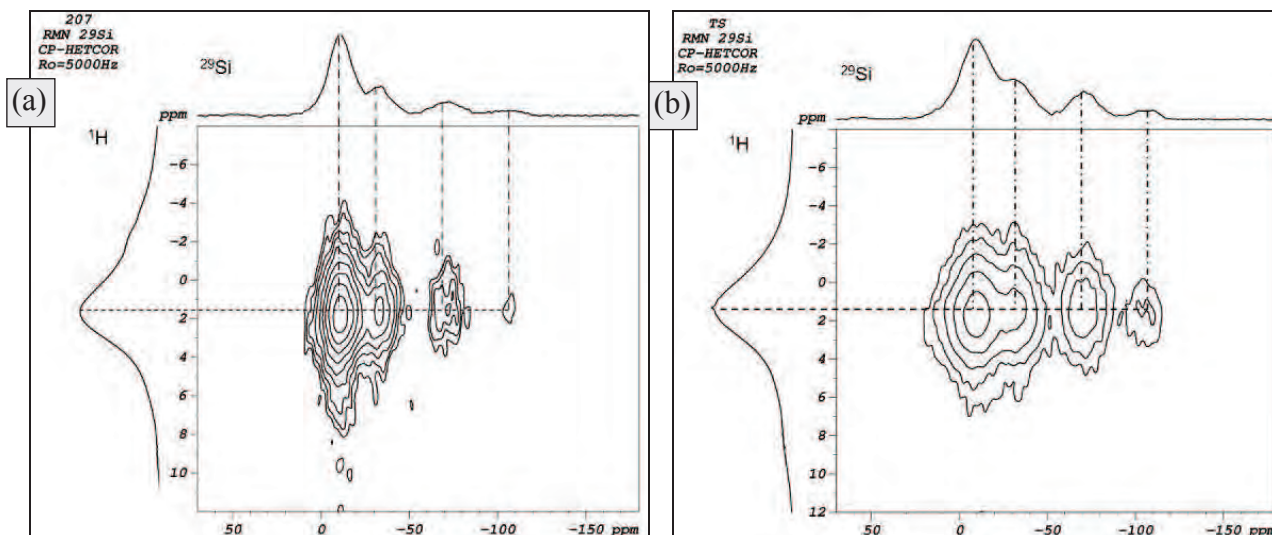 (a)
207
RMN 29Si
CP-HETCOR
Ro=5000Hz
29Si
ppm
1H
-6
-4
-2
0
2
4
6
8
10
50 0 -50 -100 -150 ppm
(b)
TS
RMN 29Si
CP-HETCOR
Ro=5000Hz
29Si
ppm
1H
-6
-4
-2
0
2
4
6
8
10
12
50 0 -50 -100 -150 ppm